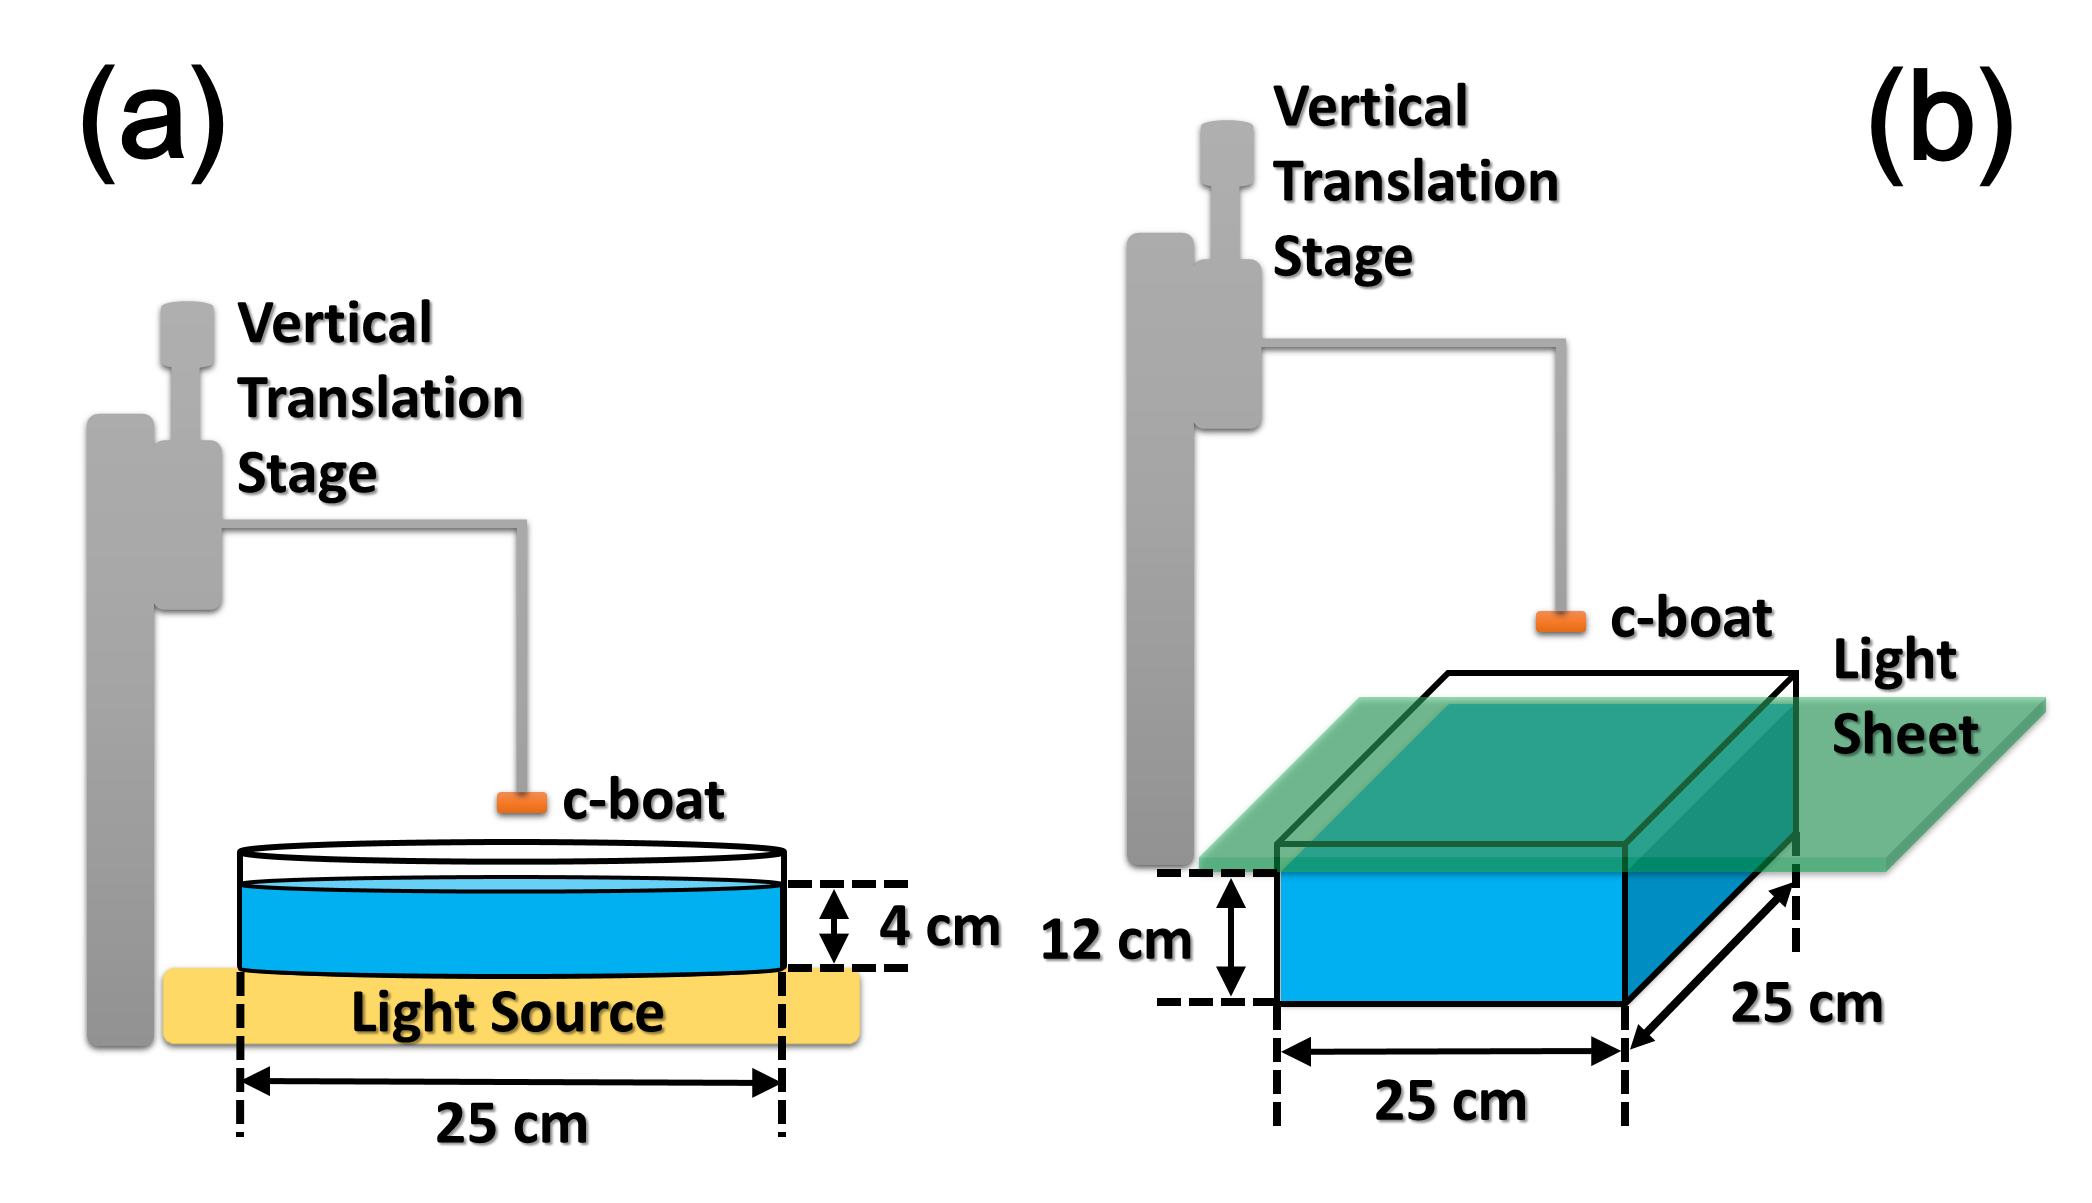 (a)
Vertical
Translation
Stage
c-boat
4 cm
Light Source
25 cm
(b)
Vertical
Translation
Stage
c-boat
Light
Sheet
12 cm
25 cm
25 cm